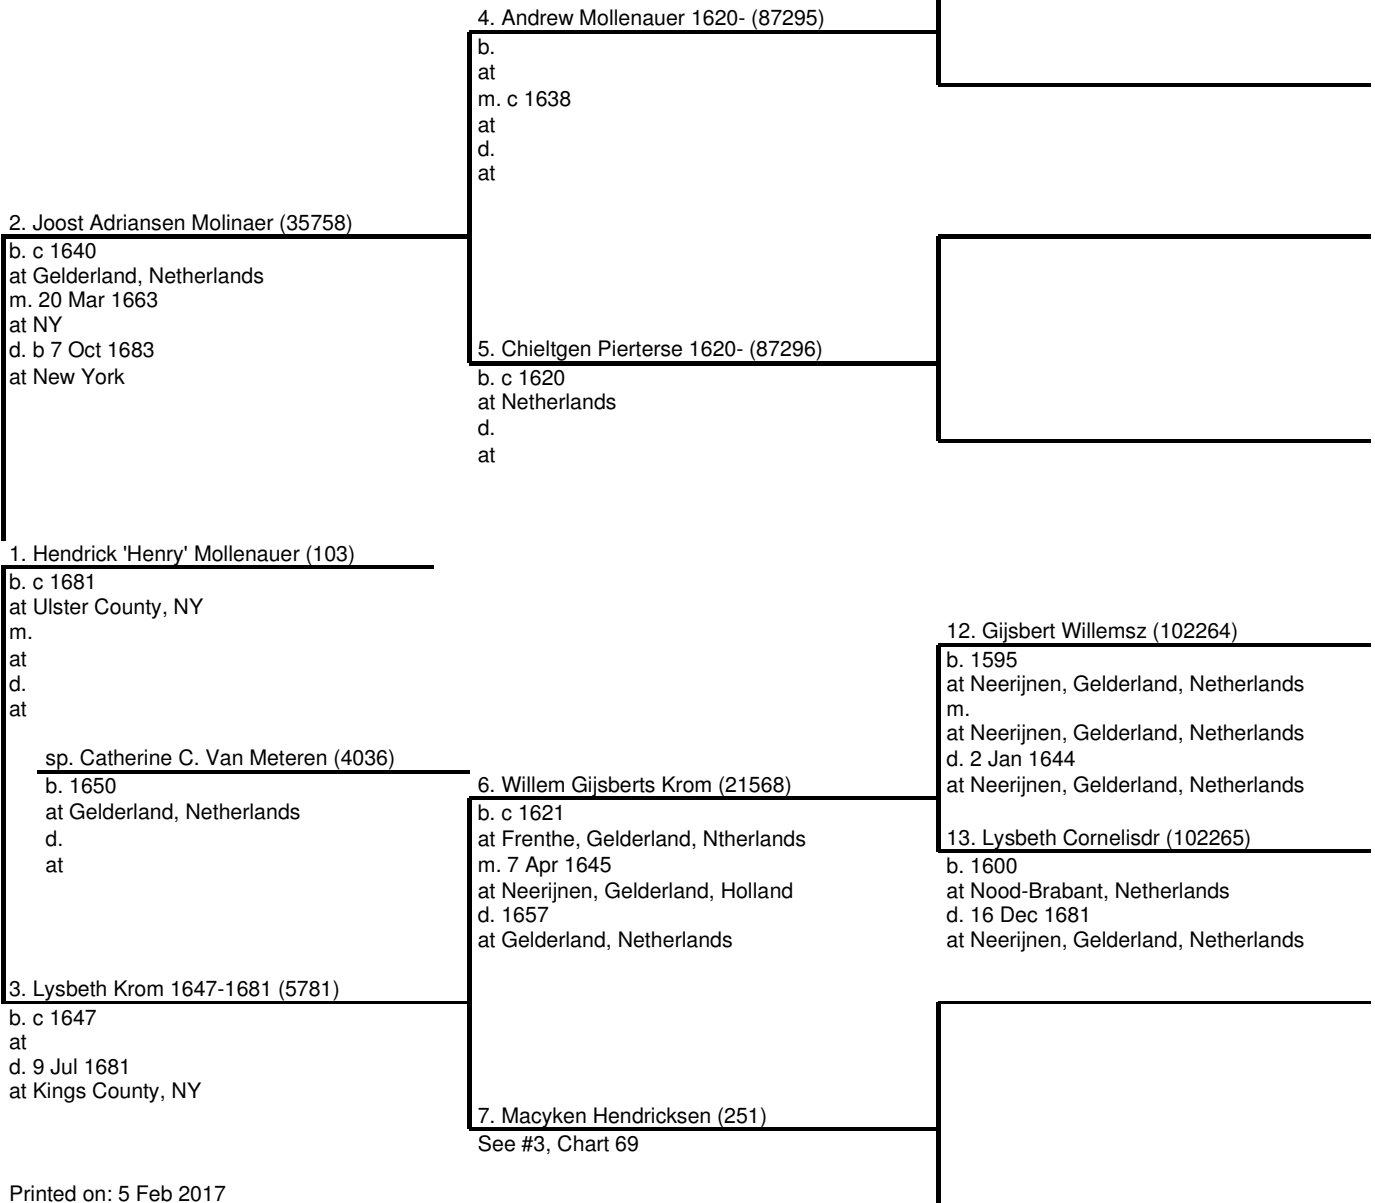 4. Andrew Mollenauer 1620- (87295)
b.
at
m. c 1638
at
d.
at
2. Joost Adriansen Molinaer (35758)
b. c 1640
at Gelderland, Netherlands
m. 20 Mar 1663
at NY
d. b 7 Oct 1683
at New York
5. Chieltgen Pierterse 1620- (87296)
b. c 1620
at Netherlands
d.
at
1. Hendrick 'Henry' Mollenauer (103)
b. c 1681
at Ulster County, NY
m.
at
d.
at
sp. Catherine C. Van Meteren (4036)
b. 1650
at Gelderland, Netherlands
d.
at
12. Gijsbert Willemsz (102264)
b. 1595
at Neerijnen, Gelderland, Netherlands
m.
at Neerijnen, Gelderland, Netherlands
d. 2 Jan 1644
at Neerijnen, Gelderland, Netherlands
6. Willem Gijsberts Krom (21568)
b. c 1621
at Frenthe, Gelderland, Ntherlands
m. 7 Apr 1645
at Neerijnen, Gelderland, Holland
d. 1657
at Gelderland, Netherlands
13. Lysbeth Cornelisdr (102265)
b. 1600
at Nood-Brabant, Netherlands
d. 16 Dec 1681
at Neerijnen, Gelderland, Netherlands
3. Lysbeth Krom 1647-1681 (5781)
b. c 1647
at
d. 9 Jul 1681
at Kings County, NY
7. Macyken Hendricksen (251)
See #3, Chart 69
Printed on: 5 Feb 2017